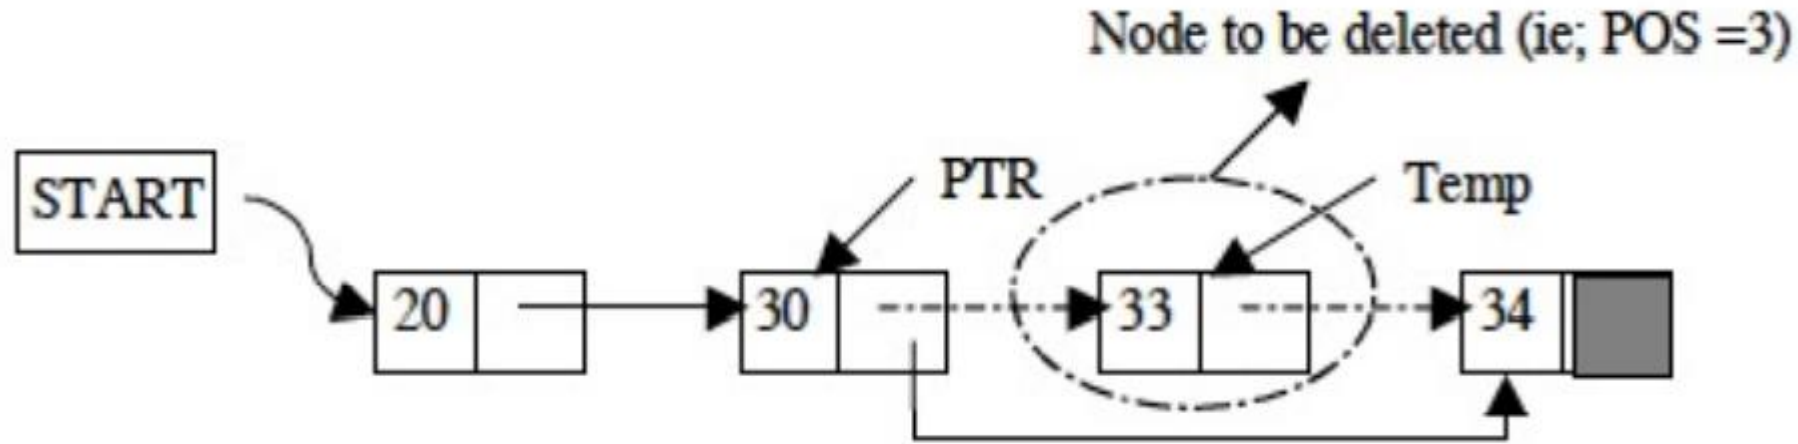 Node to be deleted (ie; POS =3)
START
PTR
Temp
20
30
33
34